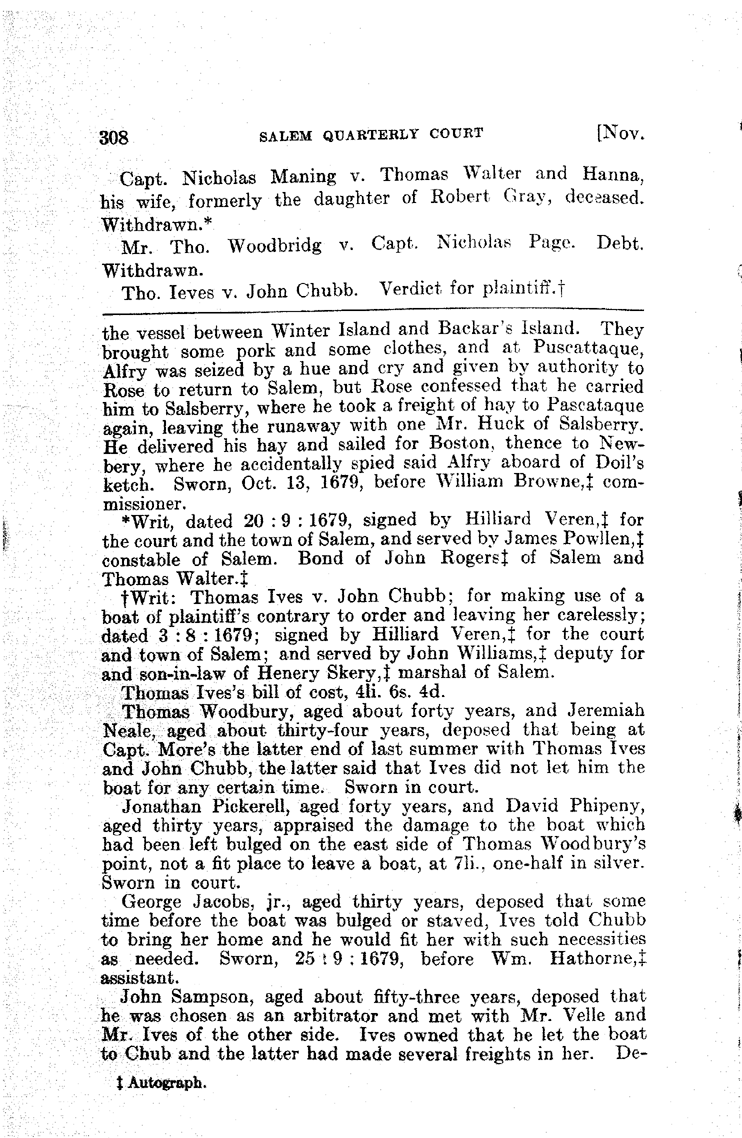 308 SALEM QUARTERLY COURT [Nov.
Capt. Nicholas Maning v. Thomas Walter and Hanna,
his wife, formerly the daughter of Robert Gray, deceased.
Withdrawn.*
Mr. Tho. Woodbridg v. Capt. Nicholas Page. Debt.
Withdrawn.
Tho. Ieves v. John Chubb. Verdict for plaintiff.†
the vessel between Winter Island and Backar's Island. They
brought some pork and some clothes, and at Puscattaque,
Alfry was seized by a hue and cry and given by authority to
Rose to return to Salem, but Rose confessed that he carried
him to Salsberry, where he took a freight of hay to Pascataque
again, leaving the runaway with one Mr. Huck of Salsberry.
He delivered his hay and sailed for Boston, thence to New-
bery, where he accidentally spied said Alfry aboard of Doil's
ketch. Sworn, Oct. 13, 1679, before William Browne,‡ com-
missioner.
*Writ, dated 20 : 9 : 1679, signed by Hilliard Veren,‡ for
the court and the town of Salem, and served by James Powllen,‡
constable of Salem. Bond of John Rogers‡ of Salem and
Thomas Walter.‡
†Writ: Thomas Ives v. John Chubb; for making use of a
boat of plaintiff's contrary to order and leaving her carelessly;
dated 3 : 8 : 1679; signed by Hilliard Veren,‡ for the court
and town of Salem; and served by John Williams,‡ deputy for
and son-in-law of Henery Skery,‡ marshal of Salem.
Thomas Ives's bill of cost, 4li. 6s. 4d.
Thomas Woodbury, aged about forty years, and Jeremiah
Neale, aged about thirty-four years, deposed that being at
Capt. More's the latter end of last summer with Thomas Ives
and John Chubb, the latter said that Ives did not let him the
boat for any certain time. Sworn in court.
Jonathan Pickerell, aged forty years, and David Phipeny,
aged thirty years, appraised the damage to the boat which
had been left bulged on the east side of Thomas Woodbury's
point, not a fit place to leave a boat, at 7li., one-half in silver.
Sworn in court.
George Jacobs, jr., aged thirty years, deposed that some
time before the boat was bulged or staved, Ives told Chubb
to bring her home and he would fit her with such necessities
as needed. Sworn, 25 : 9 : 1679, before Wm. Hathorne,‡
assistant.
John Sampson, aged about fifty-three years, deposed that
he was chosen as an arbitrator and met with Mr. Velle and
Mr. Ives of the other side. Ives owned that he let the boat
to Chub and the latter had made several freights in her. De-
‡ Autograph.